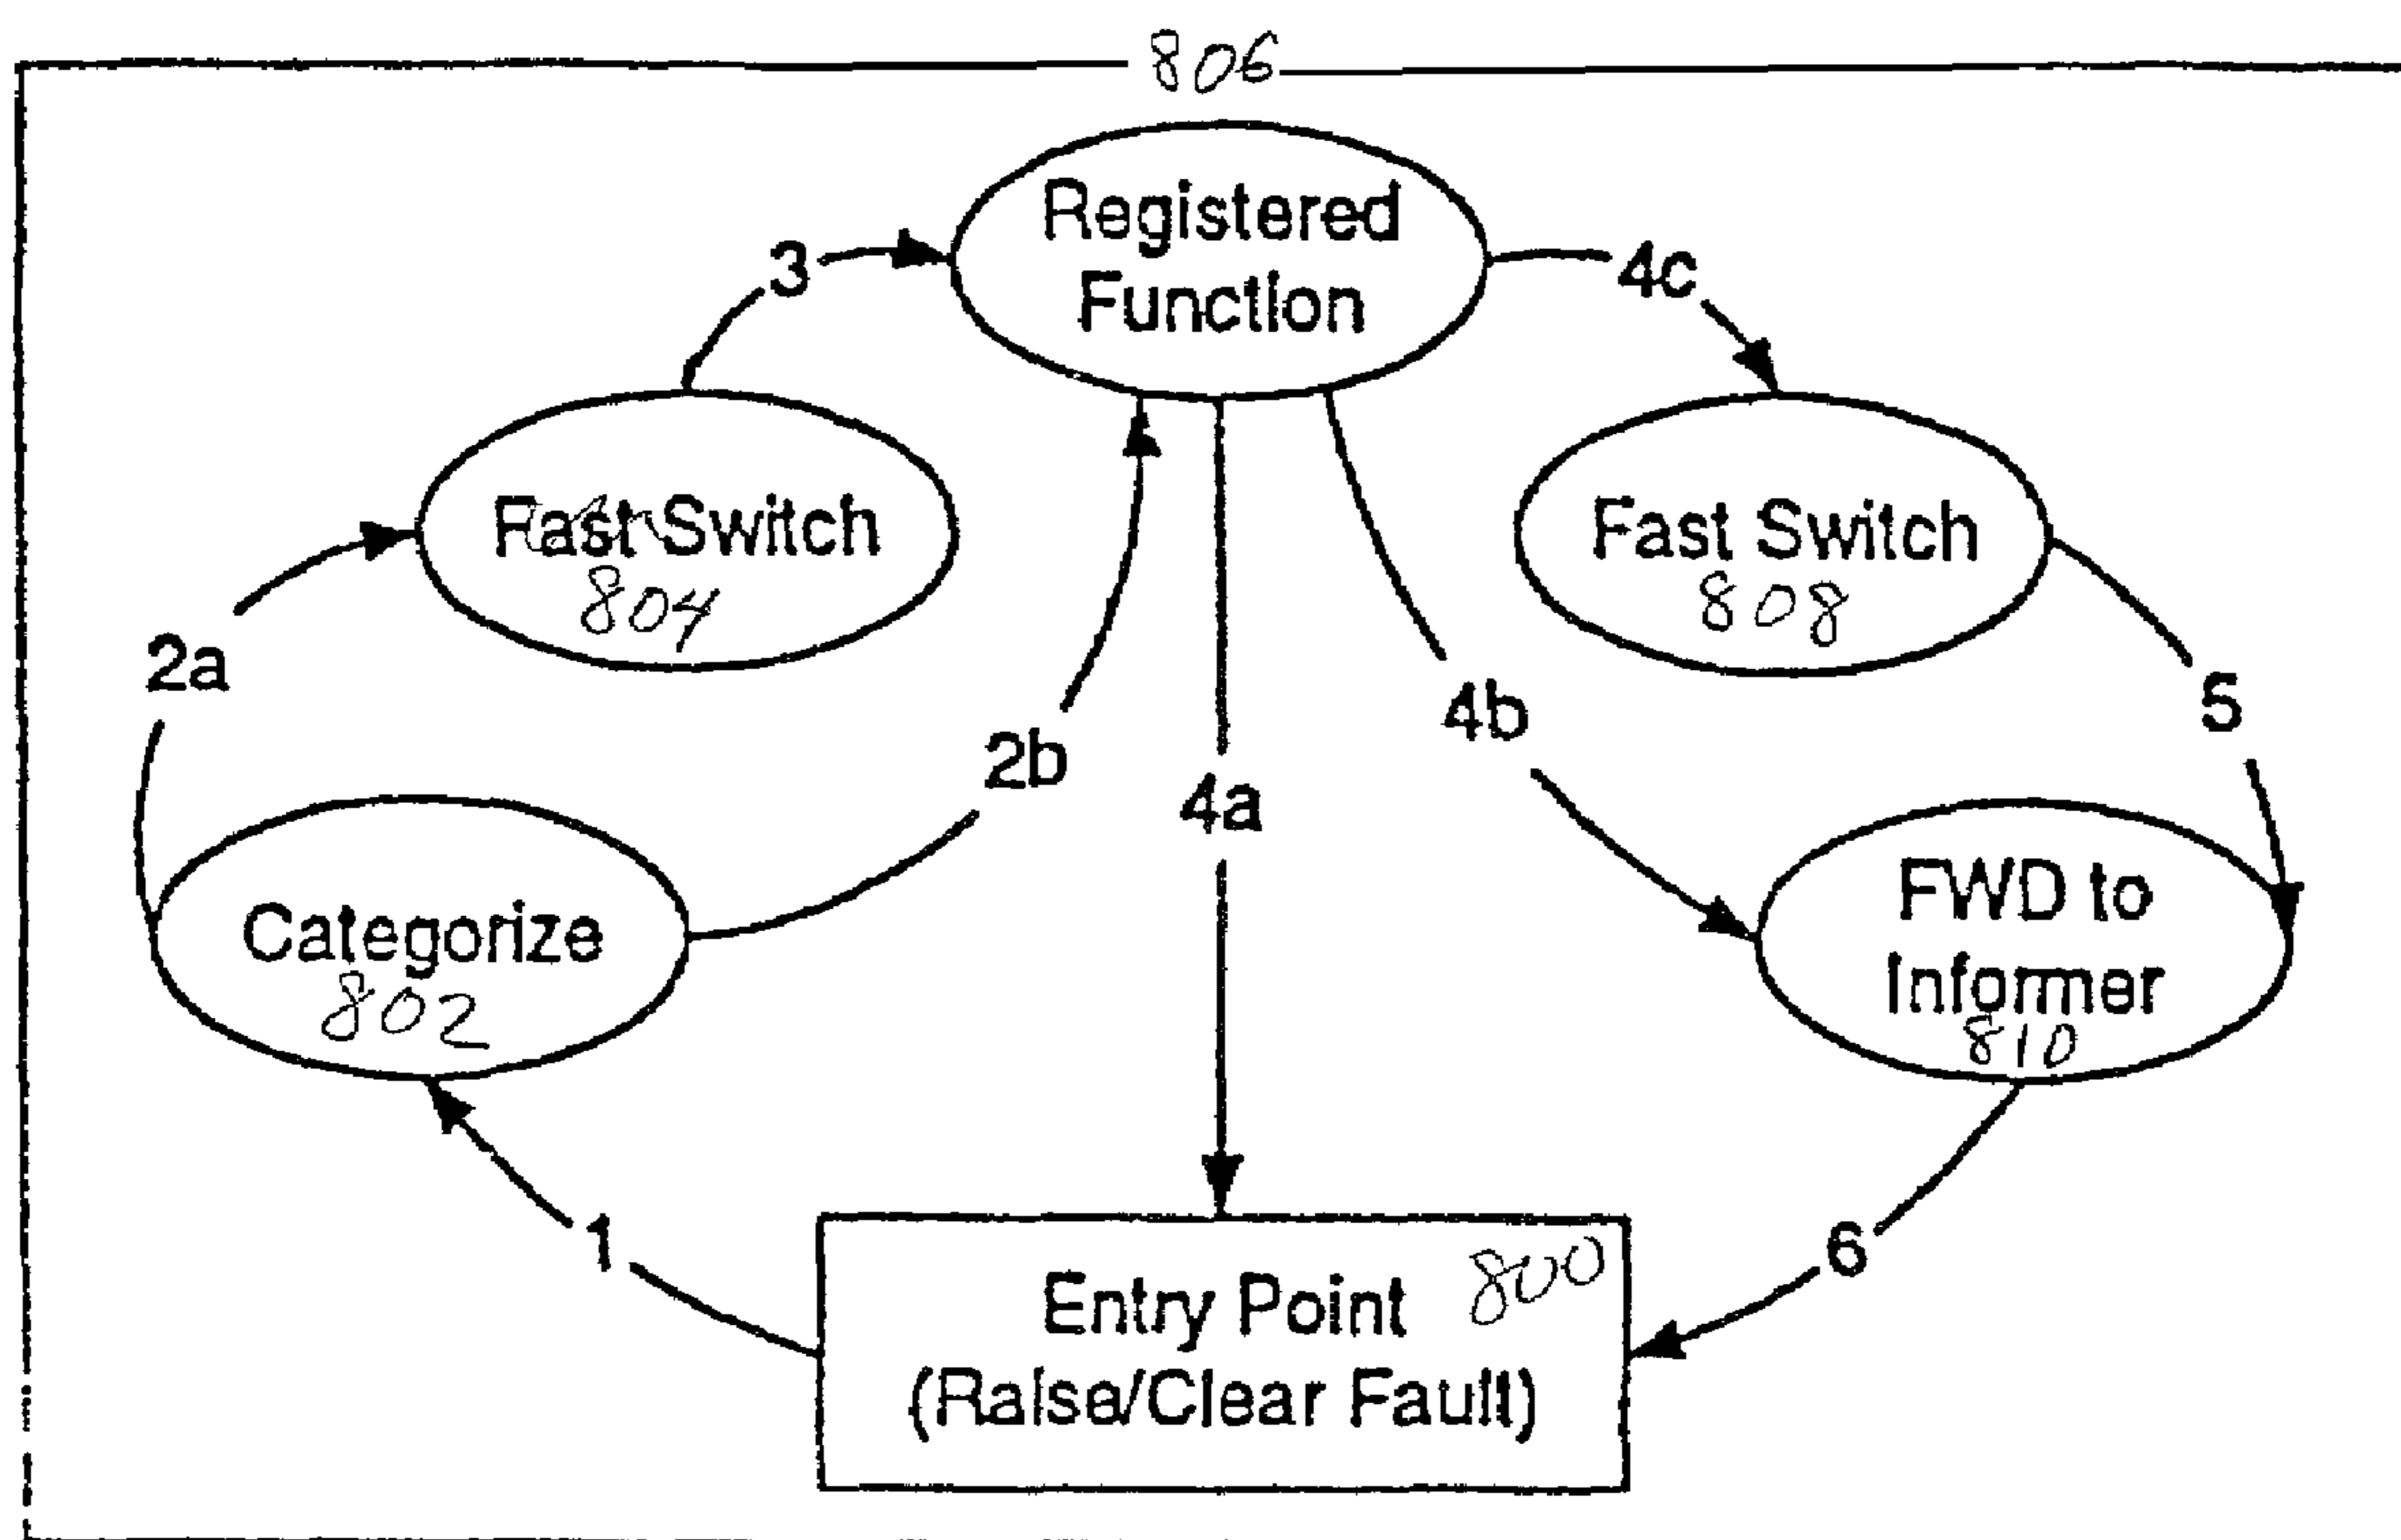 806
Registered
Function
3
4c
Fast Switch
804
Fast Switch
808
2a
2b
4a
4b
5
Categorize
802
FWD to
Informer
810
1
6
Entry Point 800
(Raise/Clear Fault)